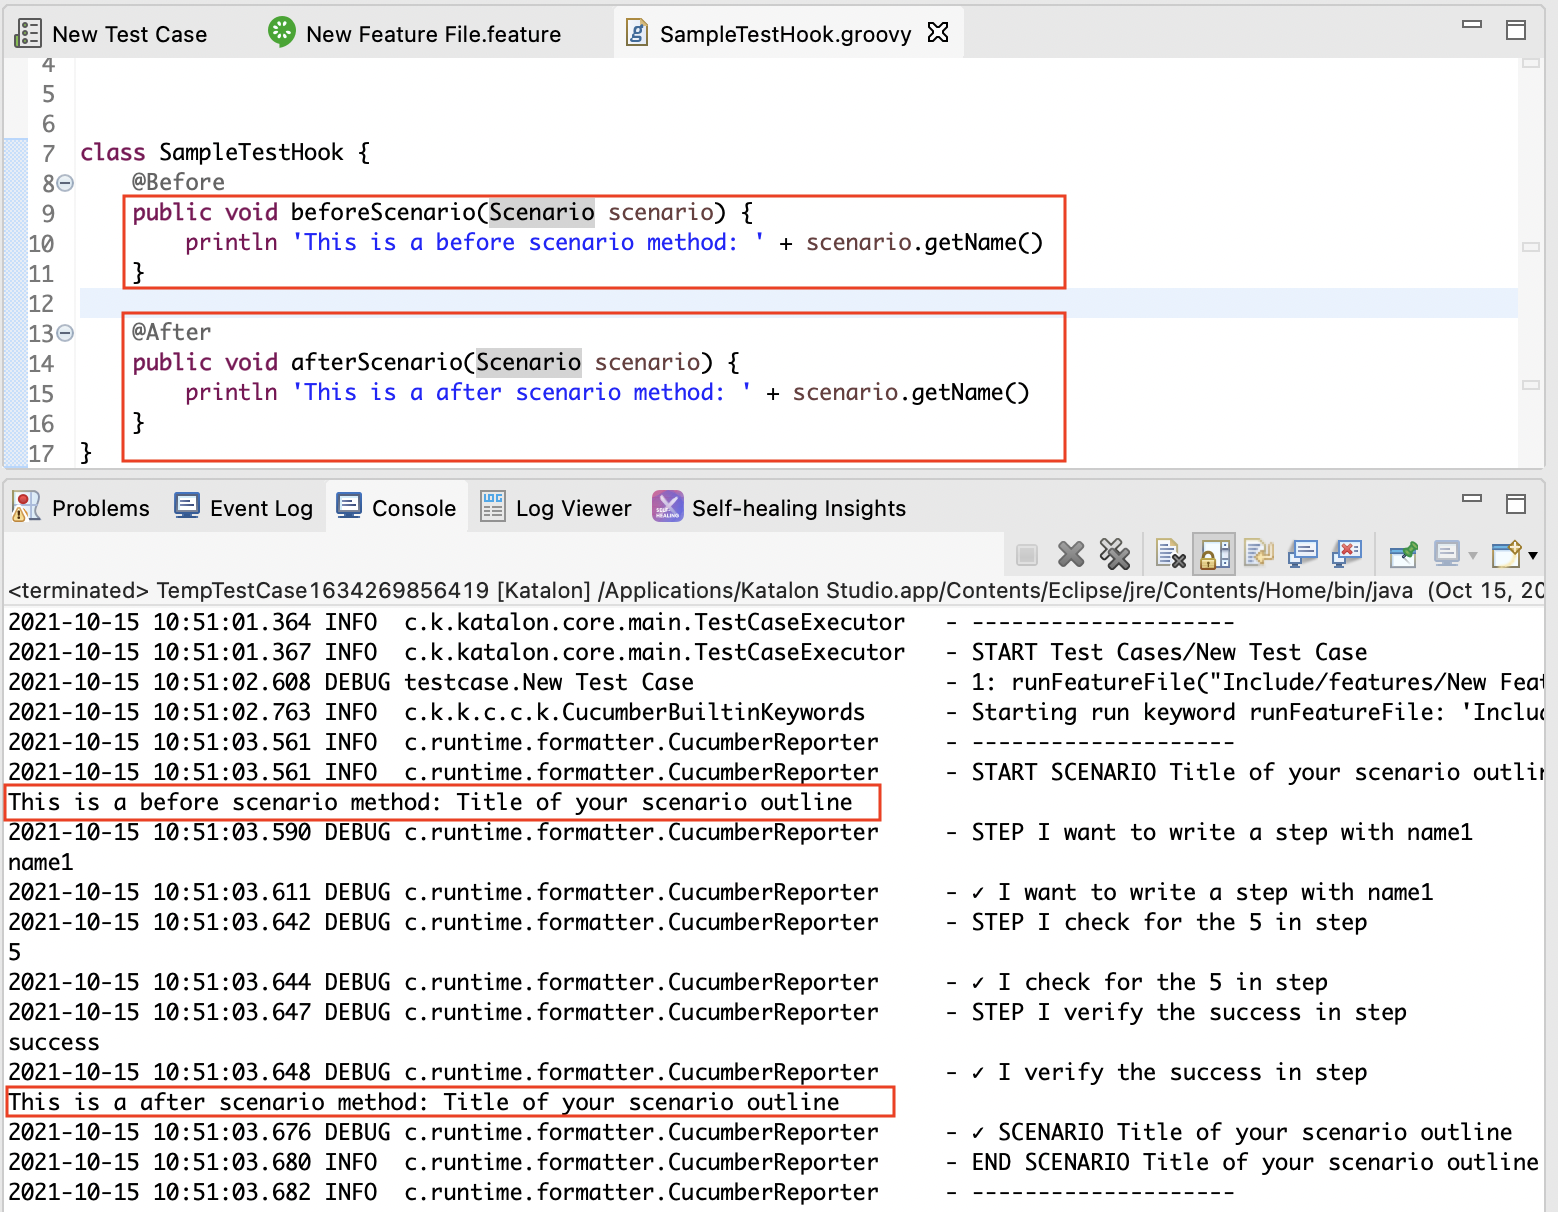 New Test Case
New Feature File.feature
SampleTestHook.groovy
4
5
6
7 class SampleTestHook {
8 @Before
9 public void beforeScenario(Scenario scenario) {
10 println 'This is a before scenario method: ' + scenario.getName()
11 }
12
13 @After
14 public void afterScenario(Scenario scenario) {
15 println 'This is a after scenario method: ' + scenario.getName()
16 }
17 }
Problems
Event Log
Console
Log Viewer
Self-healing Insights
<terminated> TempTestCase1634269856419 [Katalon] /Applications/Katalon Studio.app/Contents/Eclipse/jre/Contents/Home/bin/java (Oct 15, 20
2021-10-15 10:51:01.364 INFO c.k.katalon.core.main.TestCaseExecutor - --------------------
2021-10-15 10:51:01.367 INFO c.k.katalon.core.main.TestCaseExecutor - START Test Cases/New Test Case
2021-10-15 10:51:02.608 DEBUG testcase.New Test Case - 1: runFeatureFile("Include/features/New Feat
2021-10-15 10:51:02.763 INFO c.k.k.c.c.k.CucumberBuiltinKeywords - Starting run keyword runFeatureFile: 'Inclu
2021-10-15 10:51:03.561 INFO c.runtime.formatter.CucumberReporter - --------------------
2021-10-15 10:51:03.561 INFO c.runtime.formatter.CucumberReporter - START SCENARIO Title of your scenario outlin
This is a before scenario method: Title of your scenario outline
2021-10-15 10:51:03.590 DEBUG c.runtime.formatter.CucumberReporter - STEP I want to write a step with name1
name1
2021-10-15 10:51:03.611 DEBUG c.runtime.formatter.CucumberReporter - ✓ I want to write a step with name1
2021-10-15 10:51:03.642 DEBUG c.runtime.formatter.CucumberReporter - STEP I check for the 5 in step
5
2021-10-15 10:51:03.644 DEBUG c.runtime.formatter.CucumberReporter - ✓ I check for the 5 in step
2021-10-15 10:51:03.647 DEBUG c.runtime.formatter.CucumberReporter - STEP I verify the success in step
success
2021-10-15 10:51:03.648 DEBUG c.runtime.formatter.CucumberReporter - ✓ I verify the success in step
This is a after scenario method: Title of your scenario outline
2021-10-15 10:51:03.676 DEBUG c.runtime.formatter.CucumberReporter - ✓ SCENARIO Title of your scenario outline
2021-10-15 10:51:03.680 INFO c.runtime.formatter.CucumberReporter - END SCENARIO Title of your scenario outline
2021-10-15 10:51:03.682 INFO c.runtime.formatter.CucumberReporter - --------------------